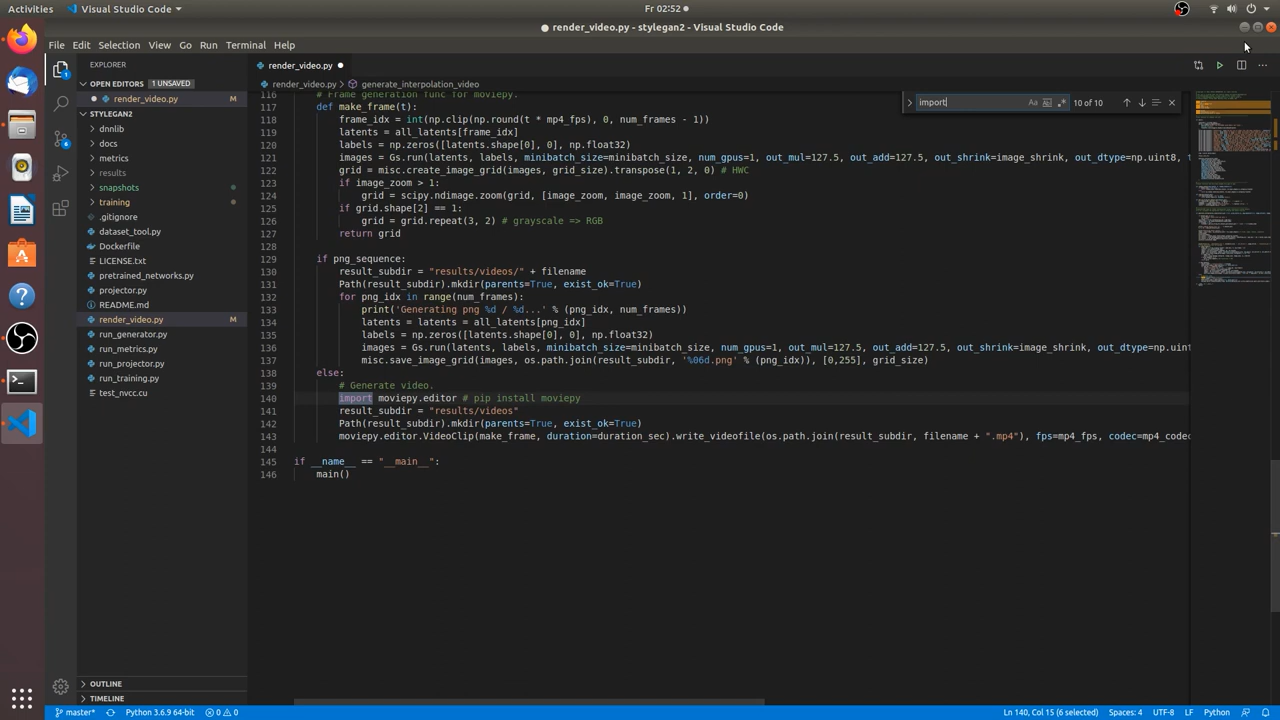 Activities
Visual Studio Code
Fr 02:52
render_video.py - stylegan2 - Visual Studio Code
File Edit Selection View Go Run Terminal Help
EXPLORER
OPEN EDITORS 1 UNSAVED
render_video.py M
STYLEGAN2
dnnlib
docs
metrics
results
snapshots
training
.gitignore
dataset_tool.py
Dockerfile
LICENSE.txt
pretrained_networks.py
projector.py
README.md
render_video.py M
run_generator.py
run_metrics.py
run_projector.py
run_training.py
test_nvcc.cu
OUTLINE
TIMELINE
render_video.py
render_video.py > generate_interpolation_video
import
Aa Ab| .*
10 of 10
116 # Frame generation func for moviepy.
117 def make_frame(t):
118 frame_idx = int(np.clip(np.round(t * mp4_fps), 0, num_frames - 1))
119 latents = all_latents[frame_idx]
120 labels = np.zeros([latents.shape[0], 0], np.float32)
121 images = Gs.run(latents, labels, minibatch_size=minibatch_size, num_gpus=1, out_mul=127.5, out_add=127.5, out_shrink=image_shrink, out_dtype=np.uint8,
122 grid = misc.create_image_grid(images, grid_size).transpose(1, 2, 0) # HWC
123 if image_zoom > 1:
124 grid = scipy.ndimage.zoom(grid, [image_zoom, image_zoom, 1], order=0)
125 if grid.shape[2] == 1:
126 grid = grid.repeat(3, 2) # grayscale => RGB
127 return grid
128
129 if png_sequence:
130 result_subdir = "results/videos/" + filename
131 Path(result_subdir).mkdir(parents=True, exist_ok=True)
132 for png_idx in range(num_frames):
133 print('Generating png %d / %d...' % (png_idx, num_frames))
134 latents = latents = all_latents[png_idx]
135 labels = np.zeros([latents.shape[0], 0], np.float32)
136 images = Gs.run(latents, labels, minibatch_size=minibatch_size, num_gpus=1, out_mul=127.5, out_add=127.5, out_shrink=image_shrink, out_dtype=np.uin
137 misc.save_image_grid(images, os.path.join(result_subdir, '%06d.png' % (png_idx)), [0,255], grid_size)
138 else:
139 # Generate video.
140 import moviepy.editor # pip install moviepy
141 result_subdir = "results/videos"
142 Path(result_subdir).mkdir(parents=True, exist_ok=True)
143 moviepy.editor.VideoClip(make_frame, duration=duration_sec).write_videofile(os.path.join(result_subdir, filename + ".mp4"), fps=mp4_fps, codec=mp4_codec
144
145 if __name__ == "__main__":
146 main()
master* Python 3.6.9 64-bit 0 0
Ln 140, Col 15 (6 selected) Spaces: 4 UTF-8 LF Python